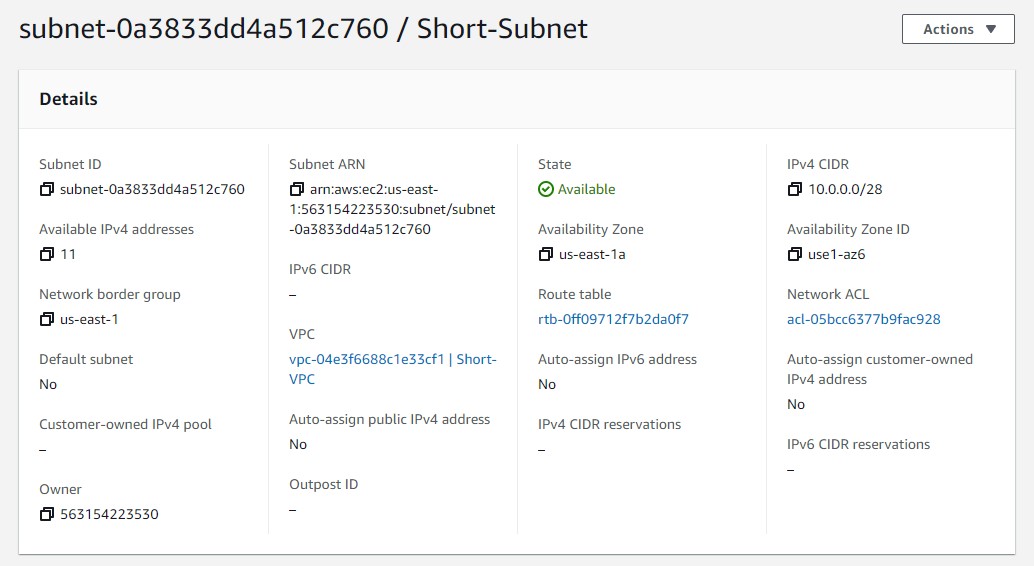 subnet-0a3833dd4a512c760 / Short-Subnet
Actions
Details
Subnet ID
subnet-0a3833dd4a512c760
Available IPv4 addresses
11
Network border group
us-east-1
Default subnet
No
Customer-owned IPv4 pool
–
Owner
563154223530
Subnet ARN
arn:aws:ec2:us-east-
1:563154223530:subnet/subnet
-0a3833dd4a512c760
IPv6 CIDR
–
VPC
vpc-04e3f6688c1e33cf1 | Short-
VPC
Auto-assign public IPv4 address
No
Outpost ID
–
State
Available
Availability Zone
us-east-1a
Route table
rtb-0ff09712f7b2da0f7
Auto-assign IPv6 address
No
IPv4 CIDR reservations
–
IPv4 CIDR
10.0.0.0/28
Availability Zone ID
use1-az6
Network ACL
acl-05bcc6377b9fac928
Auto-assign customer-owned
IPv4 address
No
IPv6 CIDR reservations
–